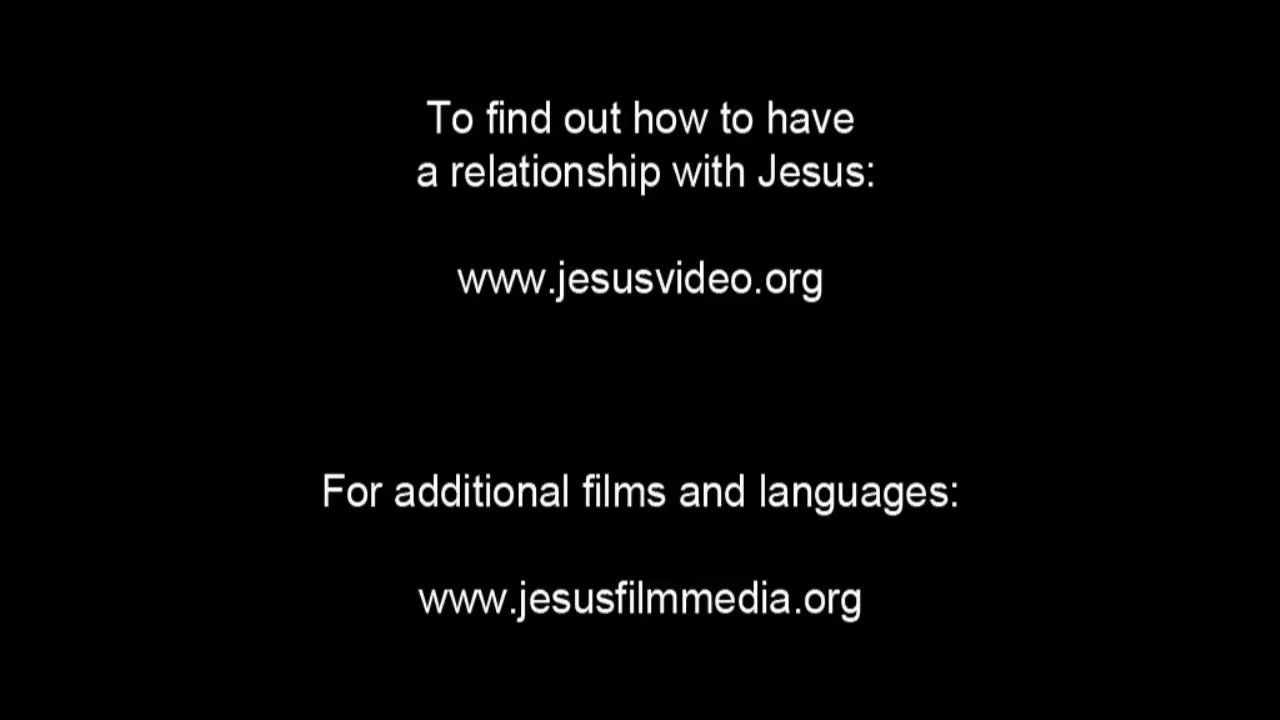 To find out how to have
a relationship with Jesus:
www.jesusvideo.org
For additional films and languages:
www.jesusfilmmedia.org